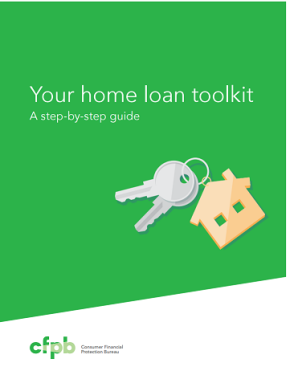 Your home loan toolkit
A step-by-step guide
cfpb
Consumer Financial
Protection Bureau